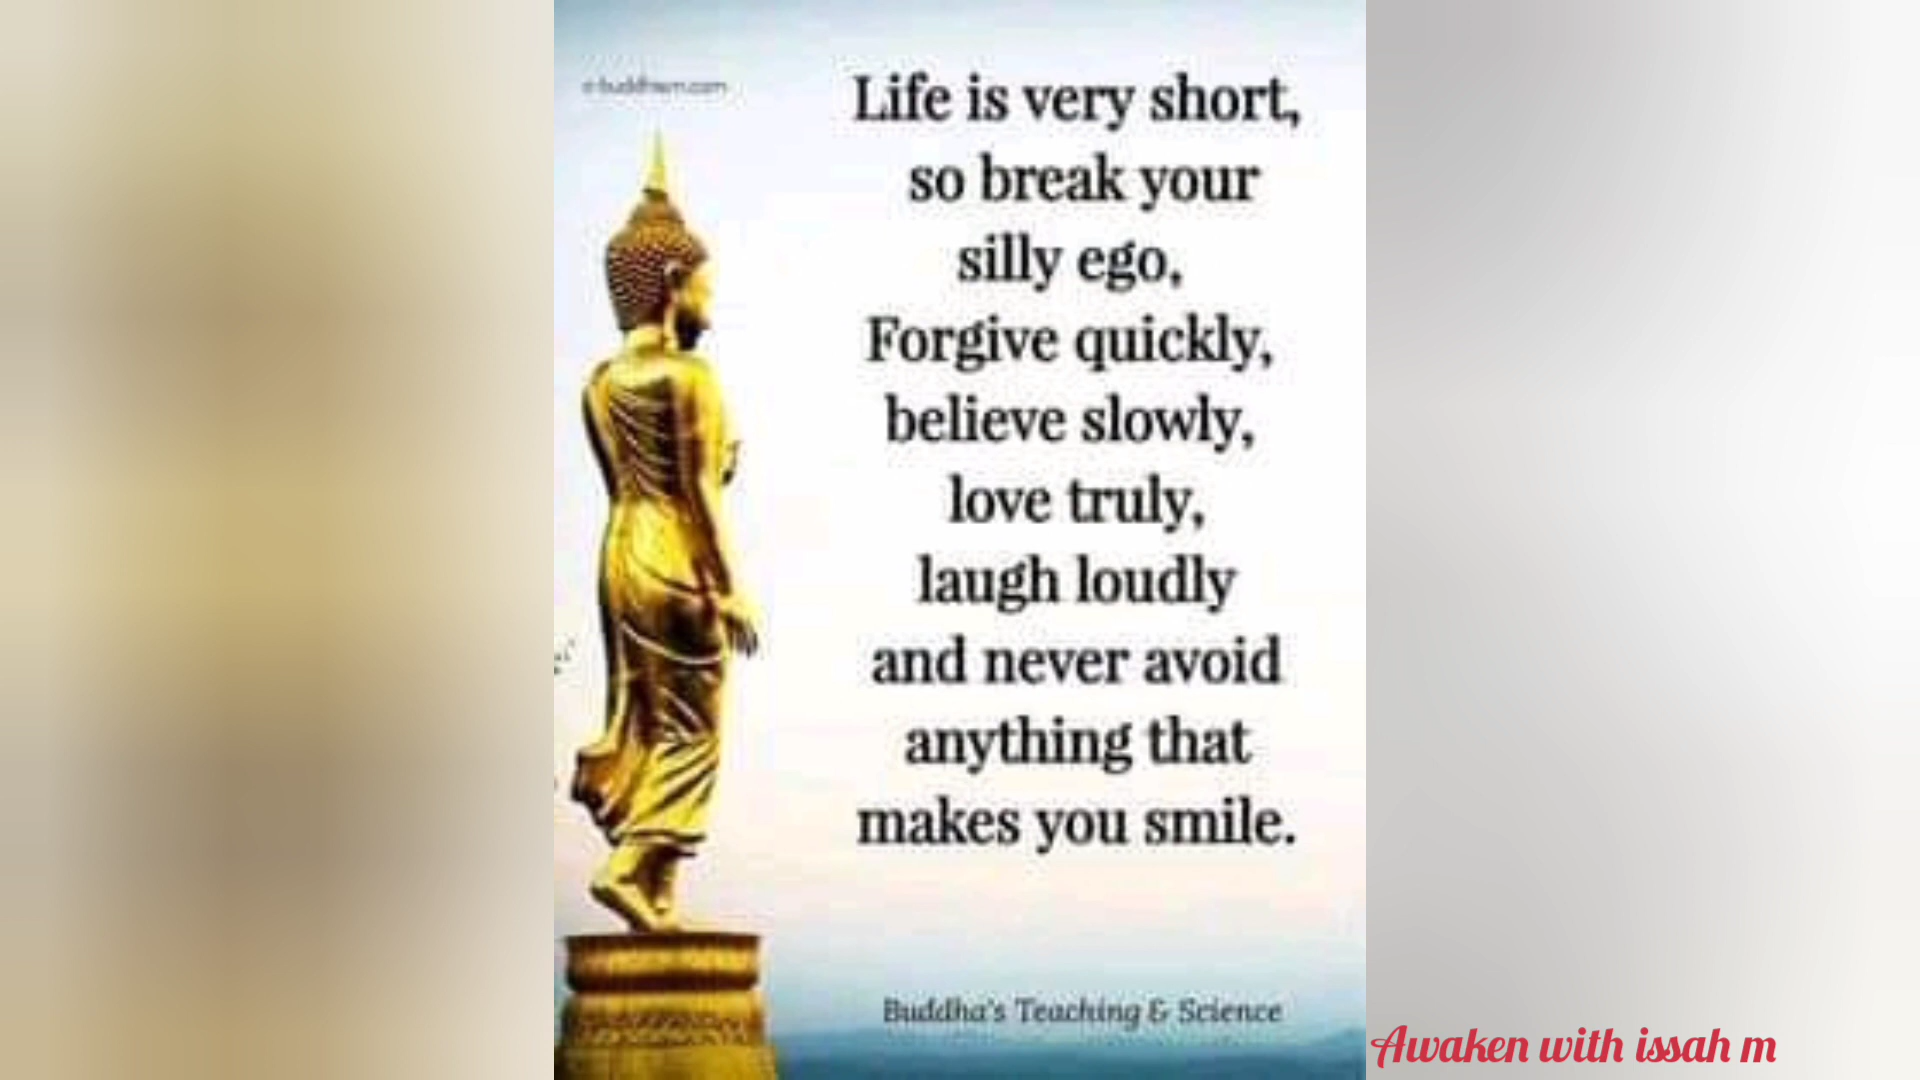 Life is very short,
so break your
silly ego,
Forgive quickly,
believe slowly,
love truly,
laugh loudly
and never avoid
anything that
makes you smile.
Buddha's Teaching & Science
Awaken with issah m